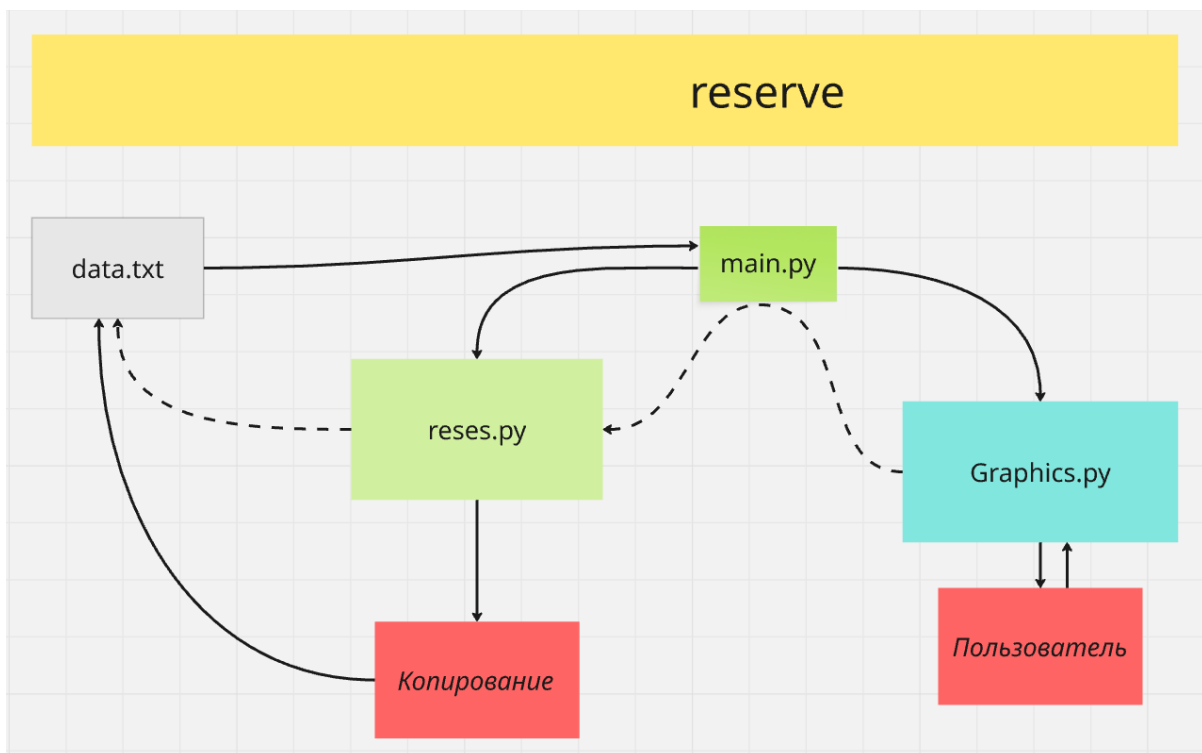 reserve
data.txt
main.py
reses.py
Graphics.py
Копирование
Пользователь